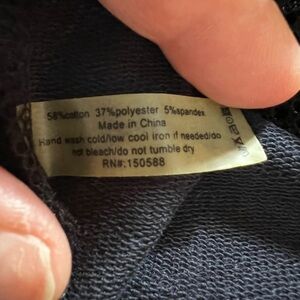 58%cotton 37%polyester 5%spandex
Made in China
Hand wash cold/low cool iron if needed/do
not bleach/do not tumble dry
RN#:150588